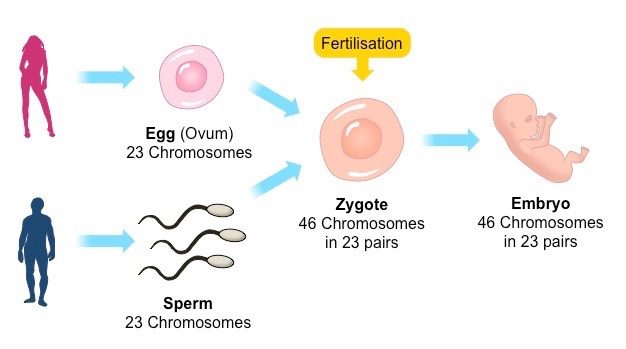 Fertilisation
Egg (Ovum)
23 Chromosomes
Zygote
46 Chromosomes
in 23 pairs
Embryo
46 Chromosomes
in 23 pairs
Sperm
23 Chromosomes